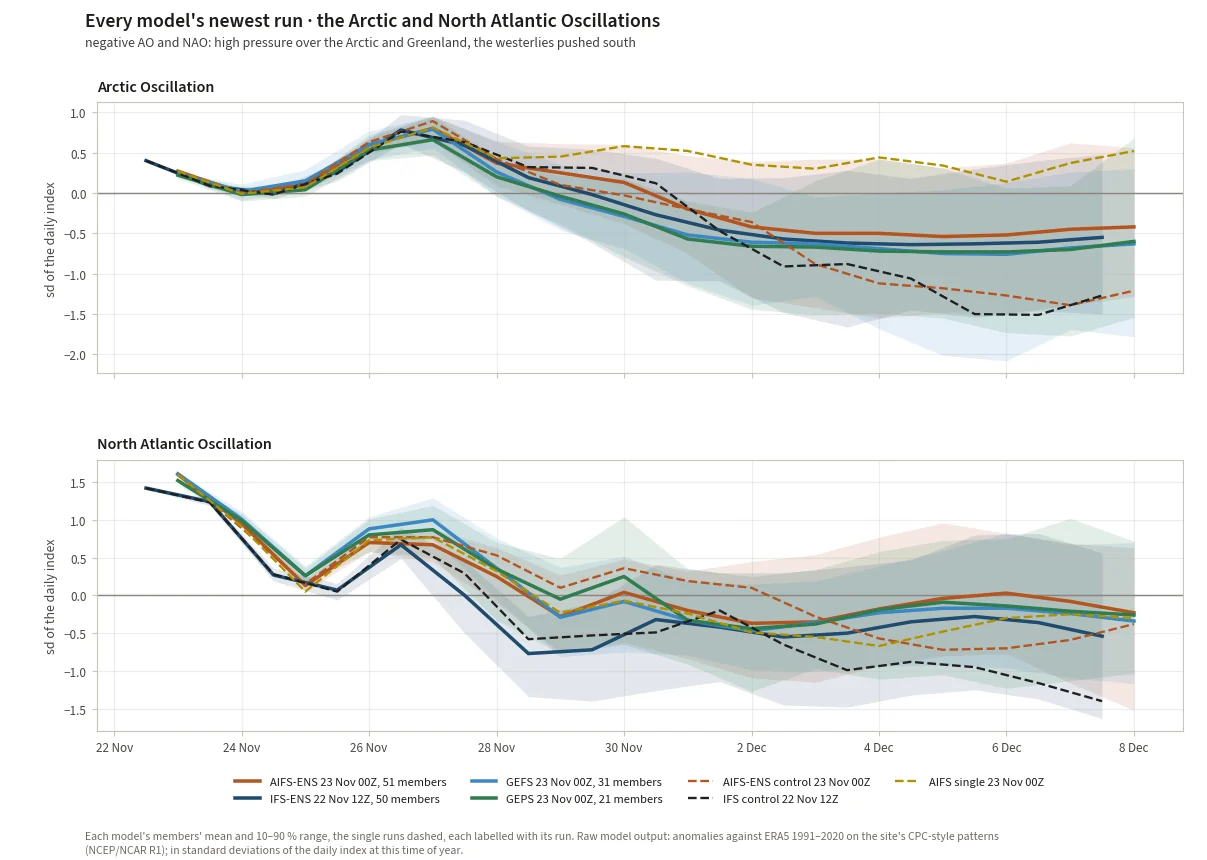 Every model's newest run · the Arctic and North Atlantic Oscillations
negative AO and NAO: high pressure over the Arctic and Greenland, the westerlies pushed south
Arctic Oscillation
sd of the daily index
1.0
0.5
0.0
−0.5
−1.0
−1.5
−2.0
North Atlantic Oscillation
sd of the daily index
1.5
1.0
0.5
0.0
−0.5
−1.0
−1.5
22 Nov 24 Nov 26 Nov 28 Nov 30 Nov 2 Dec 4 Dec 6 Dec 8 Dec
AIFS-ENS 23 Nov 00Z, 51 members GEFS 23 Nov 00Z, 31 members AIFS-ENS control 23 Nov 00Z AIFS single 23 Nov 00Z
IFS-ENS 22 Nov 12Z, 50 members GEPS 23 Nov 00Z, 21 members IFS control 22 Nov 12Z
Each model's members' mean and 10–90 % range, the single runs dashed, each labelled with its run. Raw model output: anomalies against ERA5 1991–2020 on the site's CPC-style patterns
(NCEP/NCAR R1); in standard deviations of the daily index at this time of year.